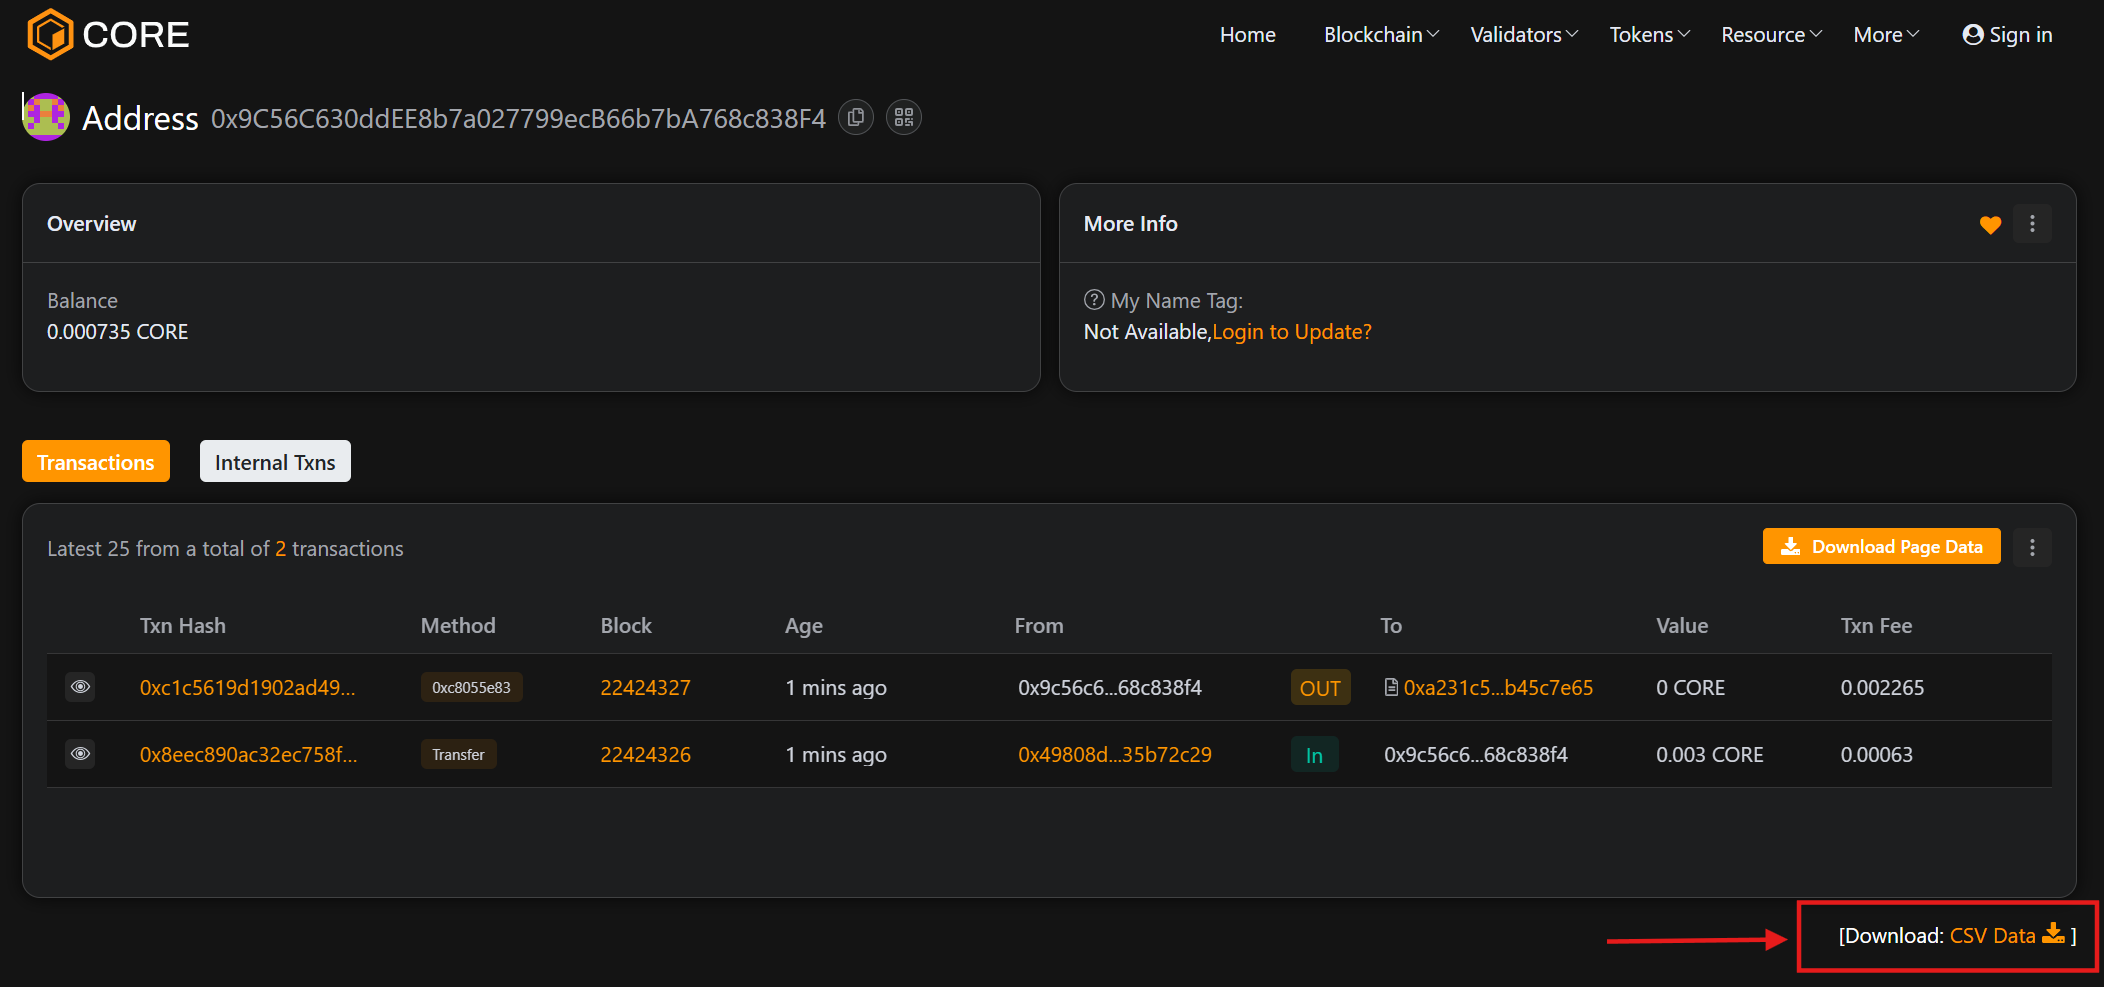 CORE
Home Blockchain Validators Tokens Resource More Sign in
Address 0x9C56C630ddEE8b7a027799ecB66b7bA768c838F4
Overview
Balance
0.000735 CORE
More Info
My Name Tag:
Not Available,Login to Update?
Transactions Internal Txns
Latest 25 from a total of 2 transactions
Download Page Data
Txn Hash Method Block Age From To Value Txn Fee
0xc1c5619d1902ad49... 0xc8055e83 22424327 1 mins ago 0x9c56c6...68c838f4 OUT 0xa231c5...b45c7e65 0 CORE 0.002265
0x8eec890ac32ec758f... Transfer 22424326 1 mins ago 0x49808d...35b72c29 In 0x9c56c6...68c838f4 0.003 CORE 0.00063
[Download: CSV Data ]